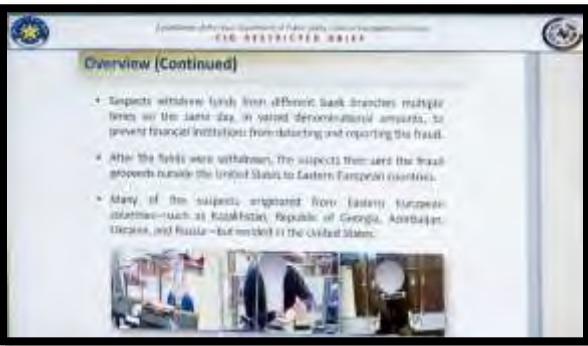 CID RESTRICTED BRIEF
Overview (Continued)
• Suspects withdrew funds from different bank branches multiple
times on the same day, in varied denominational amounts, to
prevent financial institutions from detecting and reporting the fraud.
• After the funds were withdrawn, the suspects then sent the fraud
proceeds outside the United States to Eastern European countries.
• Many of the suspects originated from Eastern European
countries—such as Kazakhstan, Republic of Georgia, Azerbaijan,
Ukraine, and Russia—but resided in the United States.